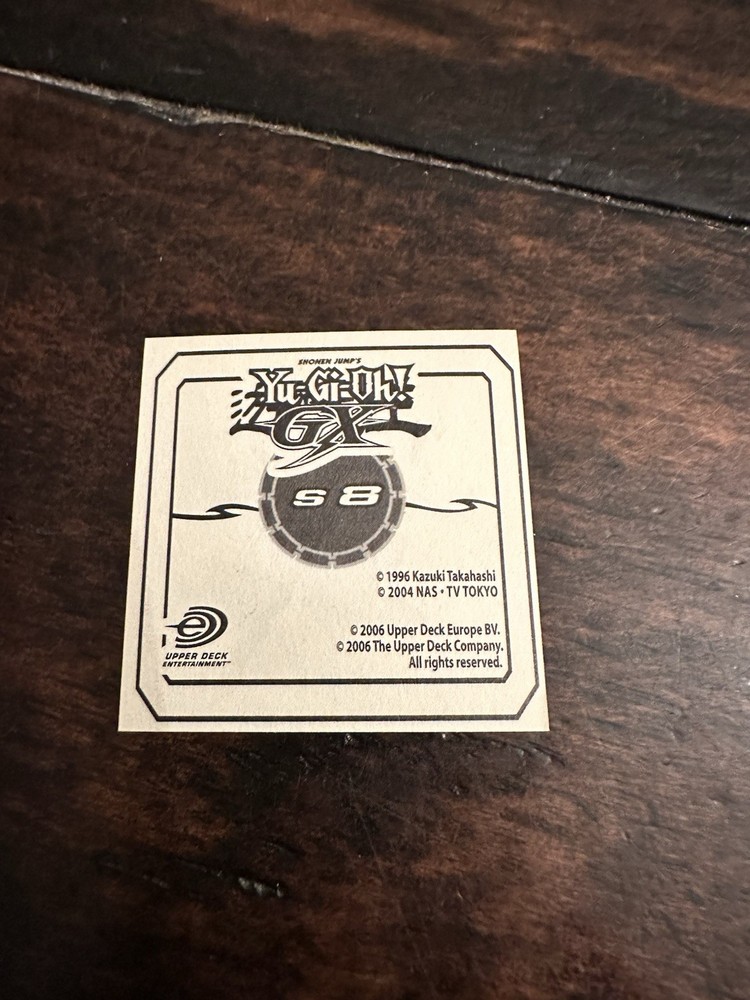 SHONEN JUMP'S
Yu-Gi-Oh!
GX
S 8
© 1996 Kazuki Takahashi
© 2004 NAS • TV TOKYO
© 2006 Upper Deck Europe BV.
© 2006 The Upper Deck Company.
All rights reserved.
e
UPPER DECK
ENTERTAINMENT™